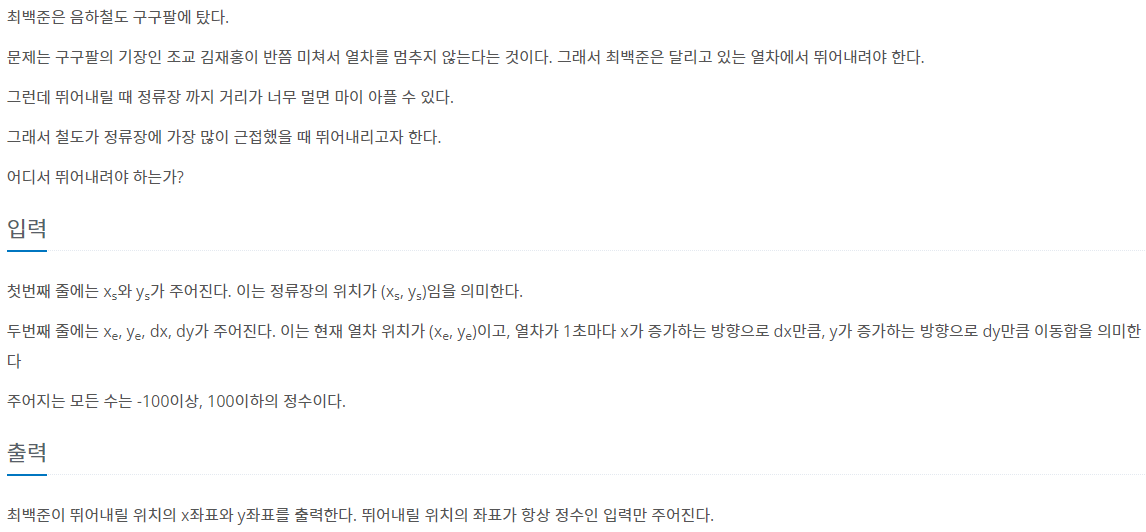 최백준은 음하철도 구구팔에 탔다.
문제는 구구팔의 기장인 조교 김재홍이 반쯤 미쳐서 열차를 멈추지 않는다는 것이다. 그래서 최백준은 달리고 있는 열차에서 뛰어내려야 한다.
그런데 뛰어내릴 때 정류장 까지 거리가 너무 멀면 마이 아플 수 있다.
그래서 철도가 정류장에 가장 많이 근접했을 때 뛰어내리고자 한다.
어디서 뛰어내려야 하는가?
입력
첫번째 줄에는 xs와 ys가 주어진다. 이는 정류장의 위치가 (xs, ys)임을 의미한다.
두번째 줄에는 xe, ye, dx, dy가 주어진다. 이는 현재 열차 위치가 (xe, ye)이고, 열차가 1초마다 x가 증가하는 방향으로 dx만큼, y가 증가하는 방향으로 dy만큼 이동함을 의미한
다
주어지는 모든 수는 -100이상, 100이하의 정수이다.
출력
최백준이 뛰어내릴 위치의 x좌표와 y좌표를 출력한다. 뛰어내릴 위치의 좌표가 항상 정수인 입력만 주어진다.